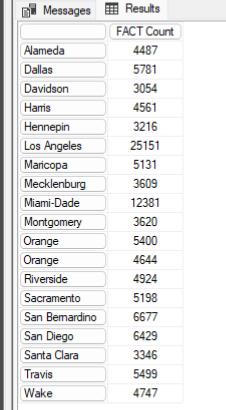 Messages Results
FACT Count
Alameda 4487
Dallas 5781
Davidson 3054
Harris 4561
Hennepin 3216
Los Angeles 25151
Maricopa 5131
Mecklenburg 3609
Miami-Dade 12381
Montgomery 3620
Orange 5400
Orange 4644
Riverside 4924
Sacramento 5198
San Bernardino 6677
San Diego 6429
Santa Clara 3346
Travis 5499
Wake 4747